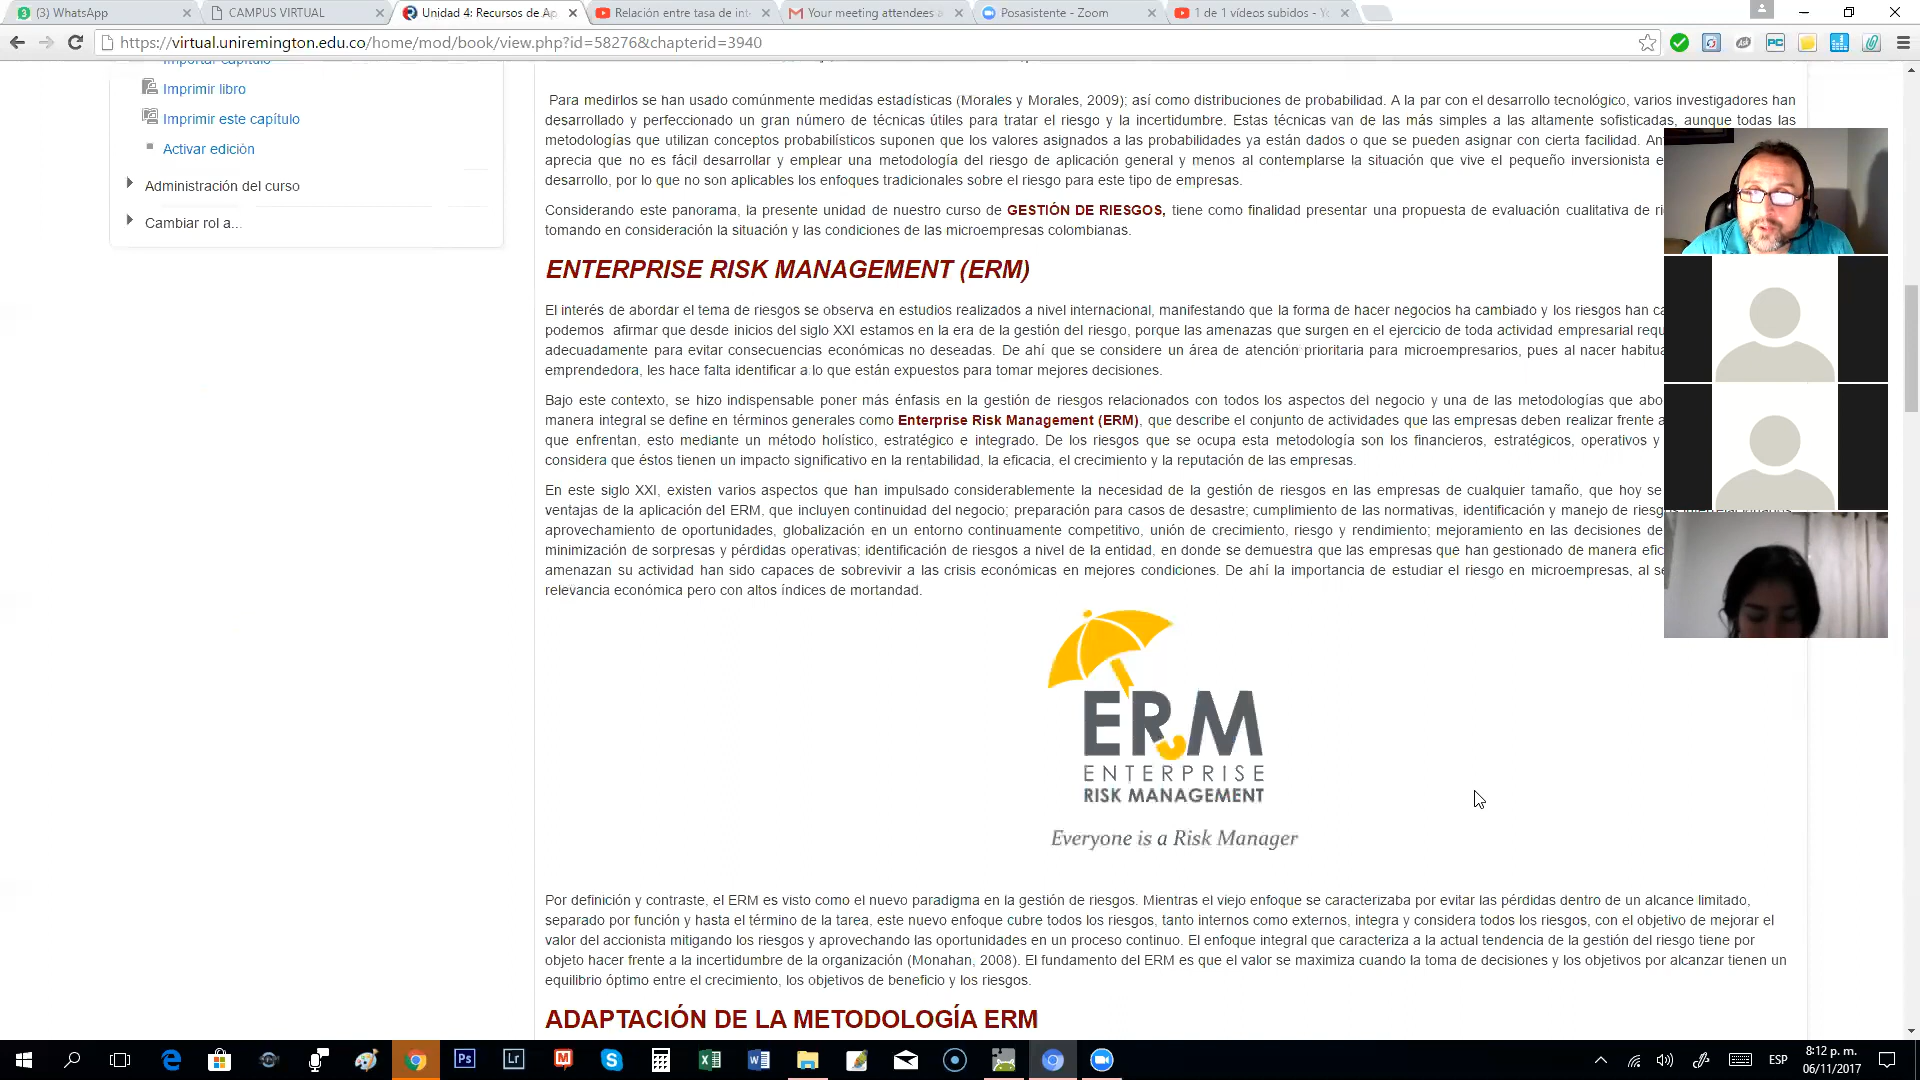 (3) WhatsApp
CAMPUS VIRTUAL
Unidad 4: Recursos de Ap
Relación entre tasa de int
Your meeting attendees a
Posasistente - Zoom
1 de 1 vídeos subidos - Yo
https://virtual.uniremington.edu.co/home/mod/book/view.php?id=58276&chapterid=3940
Importar capítulo
Imprimir libro
Imprimir este capítulo
Activar edición
Administración del curso
Cambiar rol a...
Para medirlos se han usado comúnmente medidas estadísticas (Morales y Morales, 2009); así como distribuciones de probabilidad. A la par con el desarrollo tecnológico, varios investigadores han
desarrollado y perfeccionado un gran número de técnicas útiles para tratar el riesgo y la incertidumbre. Estas técnicas van de las más simples a las altamente sofisticadas, aunque todas las
metodologías que utilizan conceptos probabilísticos suponen que los valores asignados a las probabilidades ya están dados o que se pueden asignar con cierta facilidad. An
aprecia que no es fácil desarrollar y emplear una metodología del riesgo de aplicación general y menos al contemplarse la situación que vive el pequeño inversionista e
desarrollo, por lo que no son aplicables los enfoques tradicionales sobre el riesgo para este tipo de empresas.
Considerando este panorama, la presente unidad de nuestro curso de GESTIÓN DE RIESGOS, tiene como finalidad presentar una propuesta de evaluación cualitativa de ri
tomando en consideración la situación y las condiciones de las microempresas colombianas.
ENTERPRISE RISK MANAGEMENT (ERM)
El interés de abordar el tema de riesgos se observa en estudios realizados a nivel internacional, manifestando que la forma de hacer negocios ha cambiado y los riesgos han ca
podemos afirmar que desde inicios del siglo XXI estamos en la era de la gestión del riesgo, porque las amenazas que surgen en el ejercicio de toda actividad empresarial requ
adecuadamente para evitar consecuencias económicas no deseadas. De ahí que se considere un área de atención prioritaria para microempresarios, pues al nacer habitua
emprendedora, les hace falta identificar a lo que están expuestos para tomar mejores decisiones.
Bajo este contexto, se hizo indispensable poner más énfasis en la gestión de riesgos relacionados con todos los aspectos del negocio y una de las metodologías que abo
manera integral se define en términos generales como Enterprise Risk Management (ERM), que describe el conjunto de actividades que las empresas deben realizar frente a
que enfrentan, esto mediante un método holístico, estratégico e integrado. De los riesgos que se ocupa esta metodología son los financieros, estratégicos, operativos y
considera que éstos tienen un impacto significativo en la rentabilidad, la eficacia, el crecimiento y la reputación de las empresas.
En este siglo XXI, existen varios aspectos que han impulsado considerablemente la necesidad de la gestión de riesgos en las empresas de cualquier tamaño, que hoy se
ventajas de la aplicación del ERM, que incluyen continuidad del negocio; preparación para casos de desastre; cumplimiento de las normativas, identificación y manejo de riesg
aprovechamiento de oportunidades, globalización en un entorno continuamente competitivo, unión de crecimiento, riesgo y rendimiento; mejoramiento en las decisiones de
minimización de sorpresas y pérdidas operativas; identificación de riesgos a nivel de la entidad, en donde se demuestra que las empresas que han gestionado de manera efic
amenazan su actividad han sido capaces de sobrevivir a las crisis económicas en mejores condiciones. De ahí la importancia de estudiar el riesgo en microempresas, al se
relevancia económica pero con altos índices de mortandad.
ERM
ENTERPRISE
RISK MANAGEMENT
Everyone is a Risk Manager
Por definición y contraste, el ERM es visto como el nuevo paradigma en la gestión de riesgos. Mientras el viejo enfoque se caracterizaba por evitar las pérdidas dentro de un alcance limitado,
separado por función y hasta el término de la tarea, este nuevo enfoque cubre todos los riesgos, tanto internos como externos, integra y considera todos los riesgos, con el objetivo de mejorar el
valor del accionista mitigando los riesgos y aprovechando las oportunidades en un proceso continuo. El enfoque integral que caracteriza a la actual tendencia de la gestión del riesgo tiene por
objeto hacer frente a la incertidumbre de la organización (Monahan, 2008). El fundamento del ERM es que el valor se maximiza cuando la toma de decisiones y los objetivos por alcanzar tienen un
equilibrio óptimo entre el crecimiento, los objetivos de beneficio y los riesgos.
ADAPTACIÓN DE LA METODOLOGÍA ERM
ESP
8:12 p. m.
06/11/2017